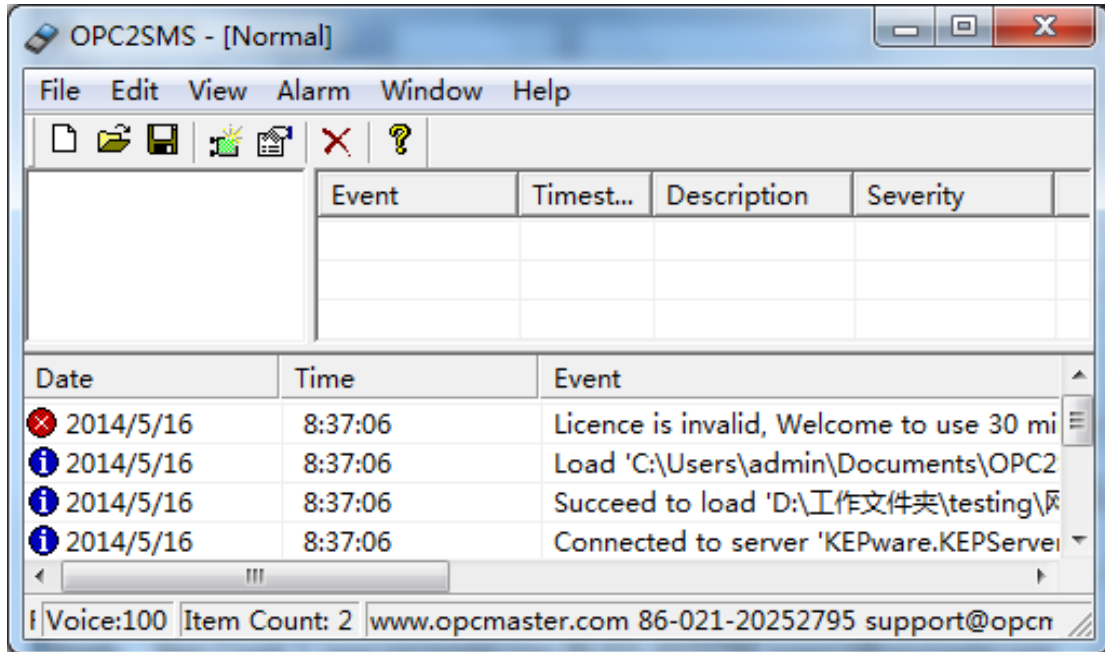 OPC2SMS - [Normal]
File Edit View Alarm Window Help
Event Timest... Description Severity
Date Time Event
2014/5/16 8:37:06 Licence is invalid, Welcome to use 30 mi
2014/5/16 8:37:06 Load 'C:\Users\admin\Documents\OPC2
2014/5/16 8:37:06 Succeed to load 'D:\工作文件夹\testing\
2014/5/16 8:37:06 Connected to server 'KEPware.KEPServer
Voice:100 Item Count: 2 www.opcmaster.com 86-021-20252795 support@opcm